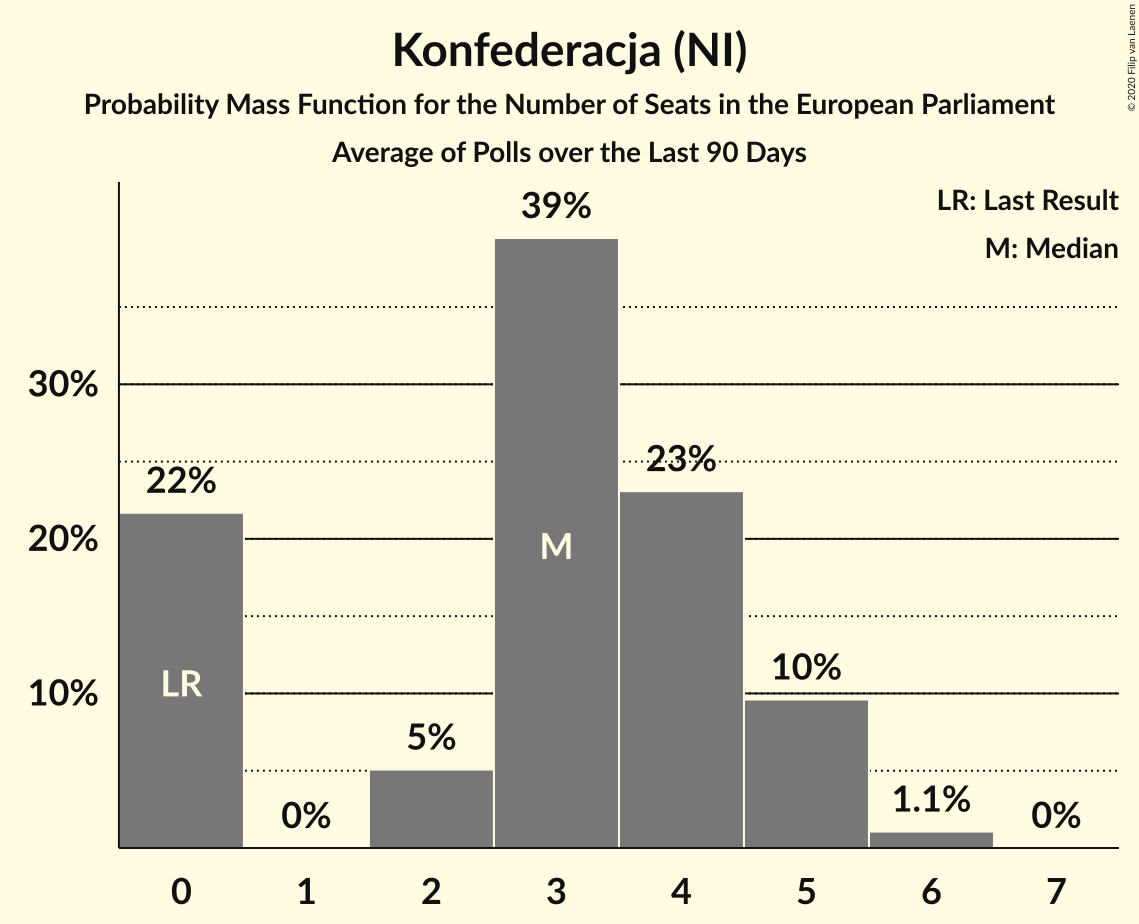 Konfederacja (NI)
Probability Mass Function for the Number of Seats in the European Parliament
Average of Polls over the Last 90 Days
© 2020 Filip van Laenen
LR: Last Result
M: Median
39%
30%
23%
22%
20%
M
10%
LR
10%
5%
1.1%
0%
0%
0 1 2 3 4 5 6 7